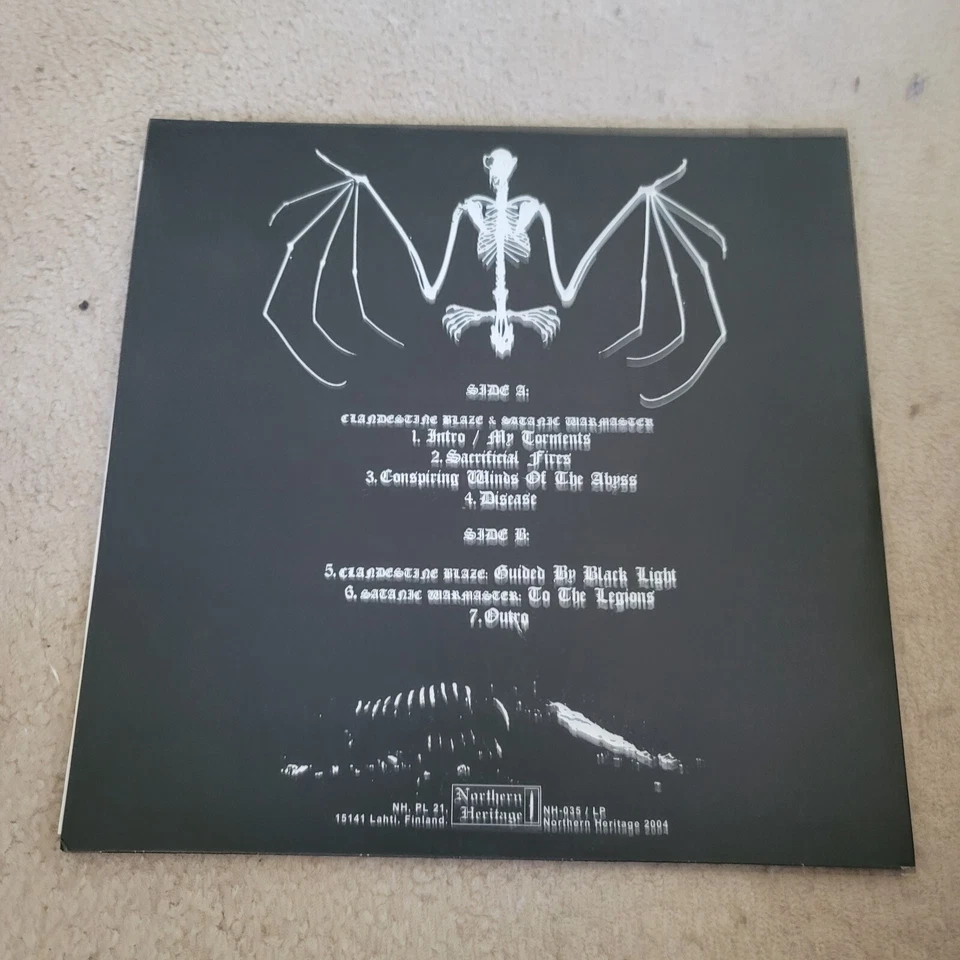 SIDE A:
CLANDESTINE BLAZE & SATANIC WARMASTER
1. Intro / My Torments
2. Sacrificial Fires
3. Conspiring Winds Of The Abyss
4. Disease
SIDE B:
5. CLANDESTINE BLAZE: Guided By Black Light
6. SATANIC WARMASTER: To The Legions
7. Outro
NH. PL 21.
15141 Lahti. Finland.
Northern
Heritage
NH-035 / LP
Northern Heritage 2004